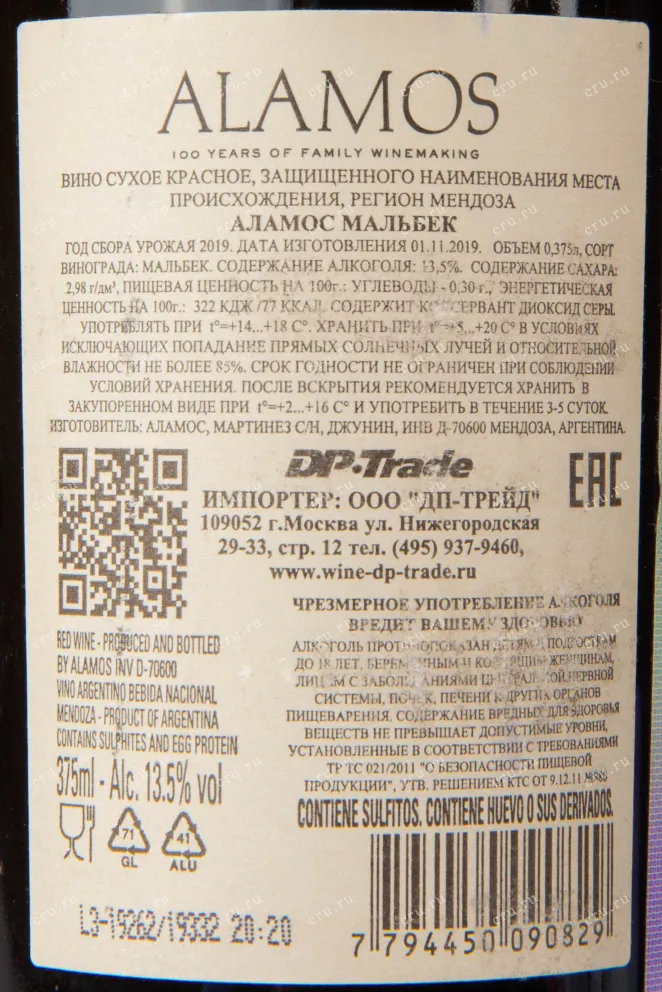 ALAMOS
100 YEARS OF FAMILY WINEMAKING
ВИНО СУХОЕ КРАСНОЕ, ЗАЩИЩЕННОГО НАИМЕНОВАНИЯ МЕСТА
ПРОИСХОЖДЕНИЯ, РЕГИОН МЕНДОЗА
АЛАМОС МАЛЬБЕК
ГОД СБОРА УРОЖАЯ 2019. ДАТА ИЗГОТОВЛЕНИЯ 01.11.2019. ОБЪЕМ 0,375л, СОРТ
ВИНОГРАДА: МАЛЬБЕК. СОДЕРЖАНИЕ АЛКОГОЛЯ: 13,5%. СОДЕРЖАНИЕ САХАРА:
2,98 г/дм³, ПИЩЕВАЯ ЦЕННОСТЬ НА 100г.: УГЛЕВОДЫ - 0,30 г., ЭНЕРГЕТИЧЕСКАЯ
ЦЕННОСТЬ НА 100г.: 322 КДЖ /77 ККАЛ. СОДЕРЖИТ КОНСЕРВАНТ ДИОКСИД СЕРЫ.
УПОТРЕБЛЯТЬ ПРИ t°=+14...+18 С°. ХРАНИТЬ ПРИ t°=+5...+20 С° В УСЛОВИЯХ
ИСКЛЮЧАЮЩИХ ПОПАДАНИЕ ПРЯМЫХ СОЛНЕЧНЫХ ЛУЧЕЙ И ОТНОСИТЕЛЬНОЙ
ВЛАЖНОСТИ НЕ БОЛЕЕ 85%. СРОК ГОДНОСТИ НЕ ОГРАНИЧЕН ПРИ СОБЛЮДЕНИИ
УСЛОВИЙ ХРАНЕНИЯ. ПОСЛЕ ВСКРЫТИЯ РЕКОМЕНДУЕТСЯ ХРАНИТЬ В
ЗАКУПОРЕННОМ ВИДЕ ПРИ t°=+2...+16 С° И УПОТРЕБИТЬ В ТЕЧЕНИЕ 3-5 СУТОК.
ИЗГОТОВИТЕЛЬ: АЛАМОС, МАРТИНЕЗ С/Н, ДЖУНИН, ИНВ Д-70600 МЕНДОЗА, АРГЕНТИНА.
DP-Trade
EAC
ИМПОРТЕР: ООО "ДП-ТРЕЙД"
109052 г.Москва ул. Нижегородская
29-33, стр. 12 тел. (495) 937-9460,
www.wine-dp-trade.ru
ЧРЕЗМЕРНОЕ УПОТРЕБЛЕНИЕ АЛКОГОЛЯ
ВРЕДИТ ВАШЕМУ ЗДОРОВЬЮ
АЛКОГОЛЬ ПРОТИВОПОКАЗАН ДЕТЯМ И ПОДРОСТКАМ
ДО 18 ЛЕТ, БЕРЕМЕННЫМ И КОРМЯЩИМ ЖЕНЩИНАМ,
ЛИЦАМ С ЗАБОЛЕВАНИЯМИ ЦЕНТРАЛЬНОЙ НЕРВНОЙ
СИСТЕМЫ, ПОЧЕК, ПЕЧЕНИ И ДРУГИХ ОРГАНОВ
ПИЩЕВАРЕНИЯ. СОДЕРЖАНИЕ ВРЕДНЫХ ДЛЯ ЗДОРОВЬЯ
ВЕЩЕСТВ НЕ ПРЕВЫШАЕТ ДОПУСТИМЫЕ УРОВНИ,
УСТАНОВЛЕННЫЕ В СООТВЕТСТВИИ С ТРЕБОВАНИЯМИ
ТР ТС 021/2011 "О БЕЗОПАСНОСТИ ПИЩЕВОЙ
ПРОДУКЦИИ", УТВ. РЕШЕНИЕМ КТС ОТ 9.12.11 №880
CONTIENE SULFITOS. CONTIENE HUEVO O SUS DERIVADOS.
RED WINE - PRODUCED AND BOTTLED
BY ALAMOS INV D-70600
VINO ARGENTINO BEBIDA NACIONAL
MENDOZA - PRODUCT OF ARGENTINA
CONTAINS SULPHITES AND EGG PROTEIN
375ml - Alc. 13.5% vol
71
GL
41
ALU
L3-19262/19332 20:20
7 794450 090829